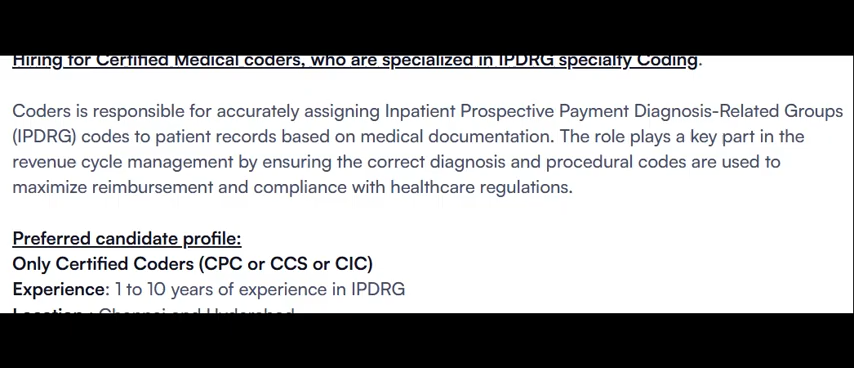 Hiring for Certified Medical coders, who are specialized in IPDRG specialty Coding.
Coders is responsible for accurately assigning Inpatient Prospective Payment Diagnosis-Related Groups
(IPDRG) codes to patient records based on medical documentation. The role plays a key part in the
revenue cycle management by ensuring the correct diagnosis and procedural codes are used to
maximize reimbursement and compliance with healthcare regulations.
Preferred candidate profile:
Only Certified Coders (CPC or CCS or CIC)
Experience: 1 to 10 years of experience in IPDRG
Location : Chennai and Hyderabad